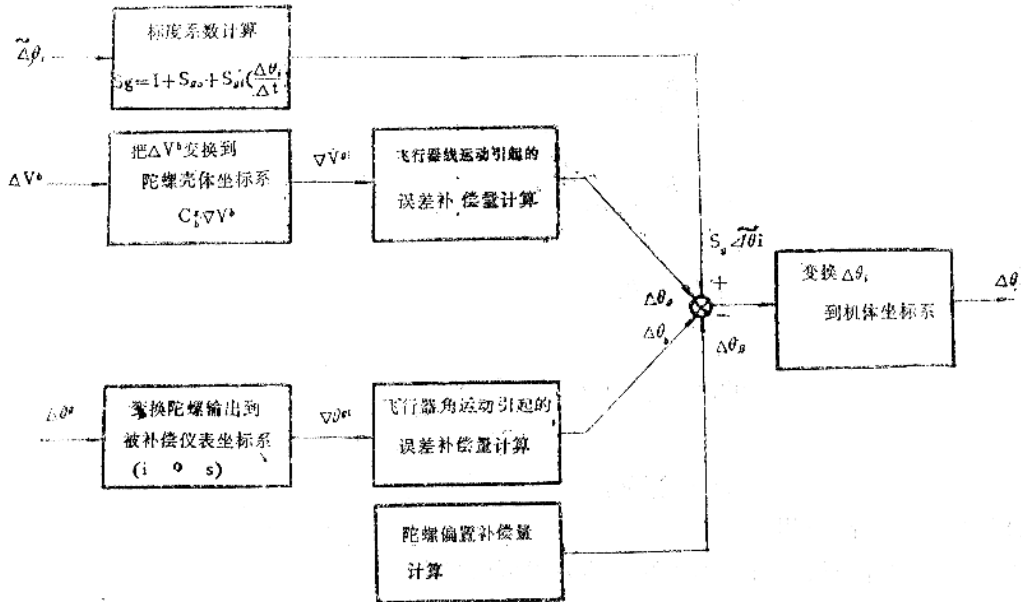 标度系数计算
Δ̃θᵢ
Sg=1+Sg₀+Sgi(Δθᵢ/Δt)
把ΔVᵇ变换到
陀螺壳体坐标系
ΔVᵇ
∇Vᵍⁱ
飞行器线运动引起的
误差补偿量计算
Sg Δ̃θi
变换Δθᵢ
到机体坐标系
Δθ
+
−
Δθg
变换陀螺输出到
被补偿仪表坐标系
(i o s)
∇θᵍⁱ
飞行器角运动引起的
误差补偿量计算
陀螺偏置补偿量
计算